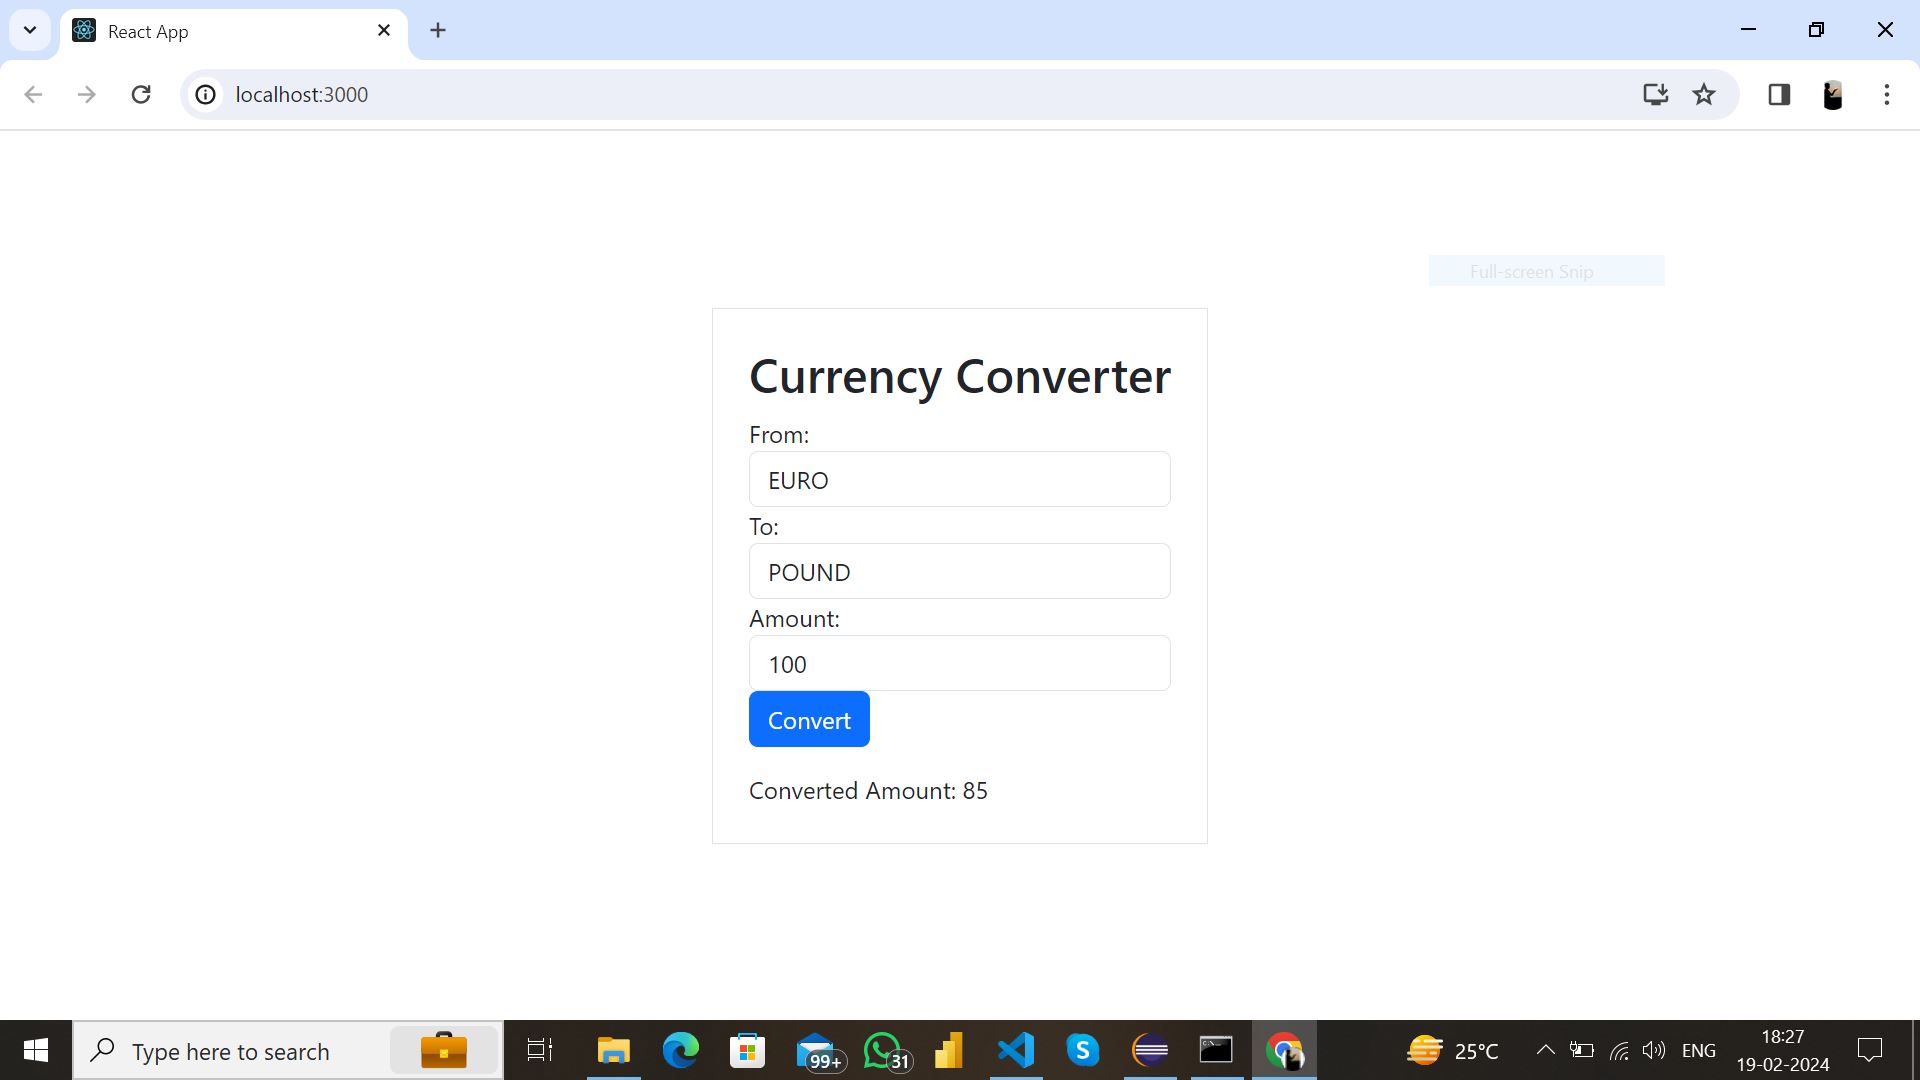 React App
localhost:3000
Full-screen Snip
Currency Converter
From:
EURO
To:
POUND
Amount:
100
Convert
Converted Amount: 85
Type here to search
99+
31
S
25°C
ENG
18:27
19-02-2024